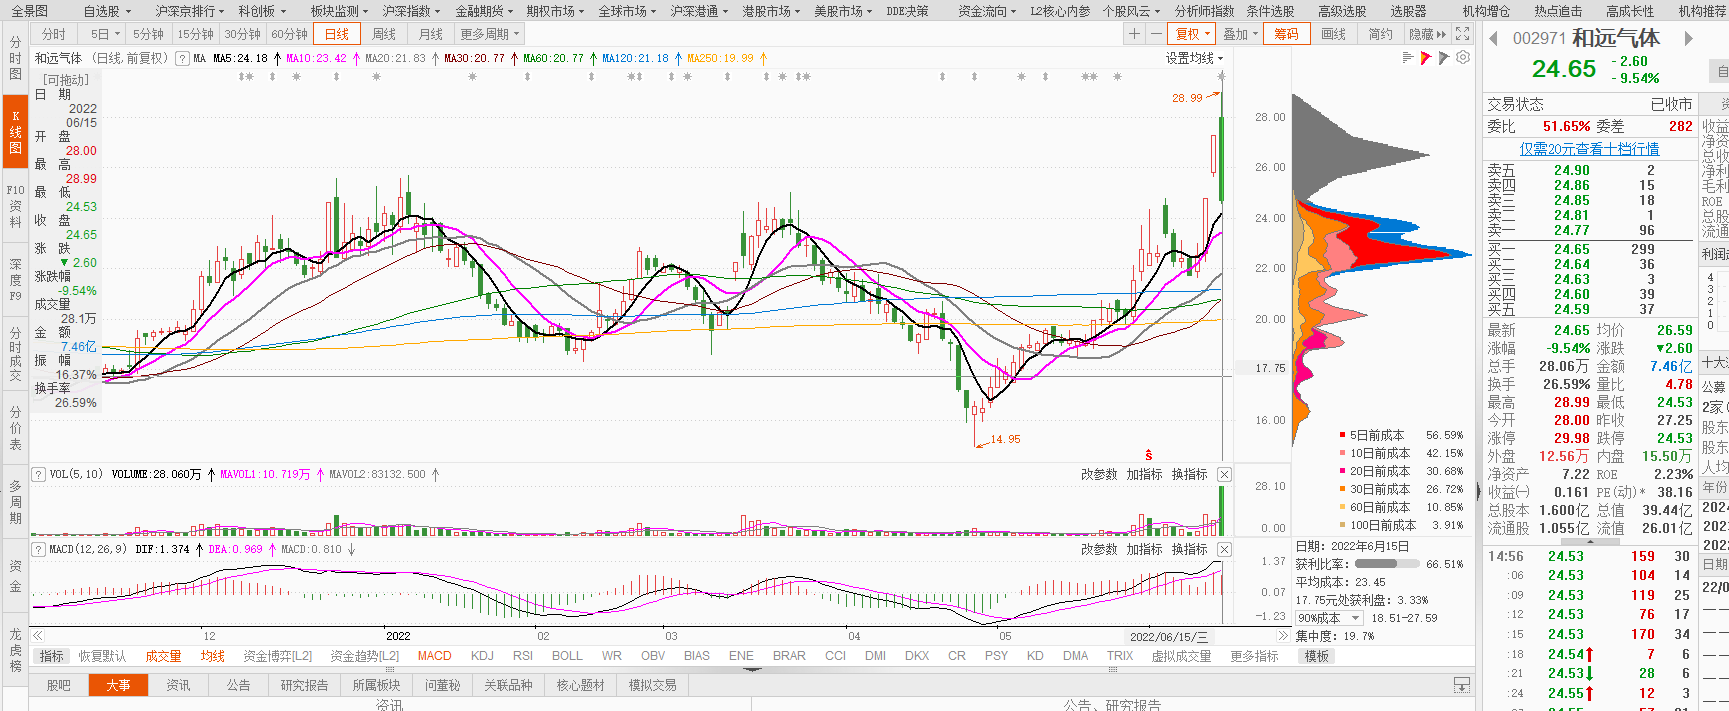 全景图 自选股 沪深京排行 科创板 板块监测 沪深指数 金融期货 期权市场 全球市场 沪深港通 港股市场 美股市场 DDE决策 资金流向 L2核心内参 个股风云 分析师指数 条件选股 高级选股 选股器 机构增仓 热点追击 高成长性 机构推荐
分时 5日 5分钟 15分钟 30分钟 60分钟 日线 周线 月线 更多周期 复权 叠加 筹码 画线 简约 隐藏
和远气体 (日线,前复权) ? MA MA5:24.18 MA10:23.42 MA20:21.83 MA30:20.77 MA60:20.77 MA120:21.18 MA250:19.99 设置均线
分时图
K线图
F10资料
深度F9
分时成交
分价表
多周期
资金
龙虎榜
[可拖动]
日 期
2022
06/15
开 盘
28.00
最 高
28.99
最 低
24.53
收 盘
24.65
涨 跌
▼2.60
涨跌幅
-9.54%
成交量
28.1万
金 额
7.46亿
振 幅
16.37%
换手率
26.59%
28.99
14.95
28.00
26.00
24.00
22.00
20.00
17.75
16.00
? VOL(5,10) VOLUME:28.060万 MAVOL1:10.719万 MAVOL2:83132.500 改参数 加指标 换指标
28.10
0.00
? MACD(12,26,9) DIF:1.374 DEA:0.969 MACD:0.810 改参数 加指标 换指标
1.37
0.07
-1.23
12 2022 02 03 04 05 2022/06/15/三
指标 恢复默认 成交量 均线 资金博弈[L2] 资金趋势[L2] MACD KDJ RSI BOLL WR OBV BIAS ENE BRAR CCI DMI DKX CR PSY KD DMA TRIX 虚拟成交量 更多指标 模板
股吧 大事 资讯 公告 研究报告 所属板块 问董秘 关联品种 核心题材 模拟交易
资讯 公告、研究报告
5日前成本 56.59%
10日前成本 42.15%
20日前成本 30.68%
30日前成本 26.72%
60日前成本 10.85%
100日前成本 3.91%
日期: 2022年6月15日
获利比率: 66.51%
平均成本: 23.45
17.75元处获利盘: 3.33%
90%成本 18.51-27.59
集中度: 19.7%
002971 和远气体
24.65 -2.60
-9.54%
交易状态 已收市
委比 51.65% 委差 282
仅需20元查看十档行情
卖五 24.90 2
卖四 24.86 15
卖三 24.85 18
卖二 24.81 1
卖一 24.77 96
买一 24.65 299
买二 24.64 36
买三 24.63 3
买四 24.60 39
买五 24.59 37
最新 24.65 均价 26.59
涨幅 -9.54% 涨跌 ▼2.60
总手 28.06万 金额 7.46亿
换手 26.59% 量比 4.78
最高 28.99 最低 24.53
今开 28.00 昨收 27.25
涨停 29.98 跌停 24.53
外盘 12.56万 内盘 15.50万
净资产 7.22 ROE 2.23%
收益(一) 0.161 PE(动)* 38.16
总股本 1.600亿 总值 39.44亿
流通股 1.055亿 流值 26.01亿
14:56 24.53 159 30
:06 24.53 104 14
:09 24.53 119 25
:12 24.53 76 17
:15 24.53 170 34
:18 24.54 7 6
:21 24.53 28 6
:24 24.55 12 3
收益
净资
总收
净利
毛利
ROE
总股
流通
利润
4
3
2
1
0
十大
公募
2家
股东
股东
人均
年份
2024
2023
2022
日期
22/0